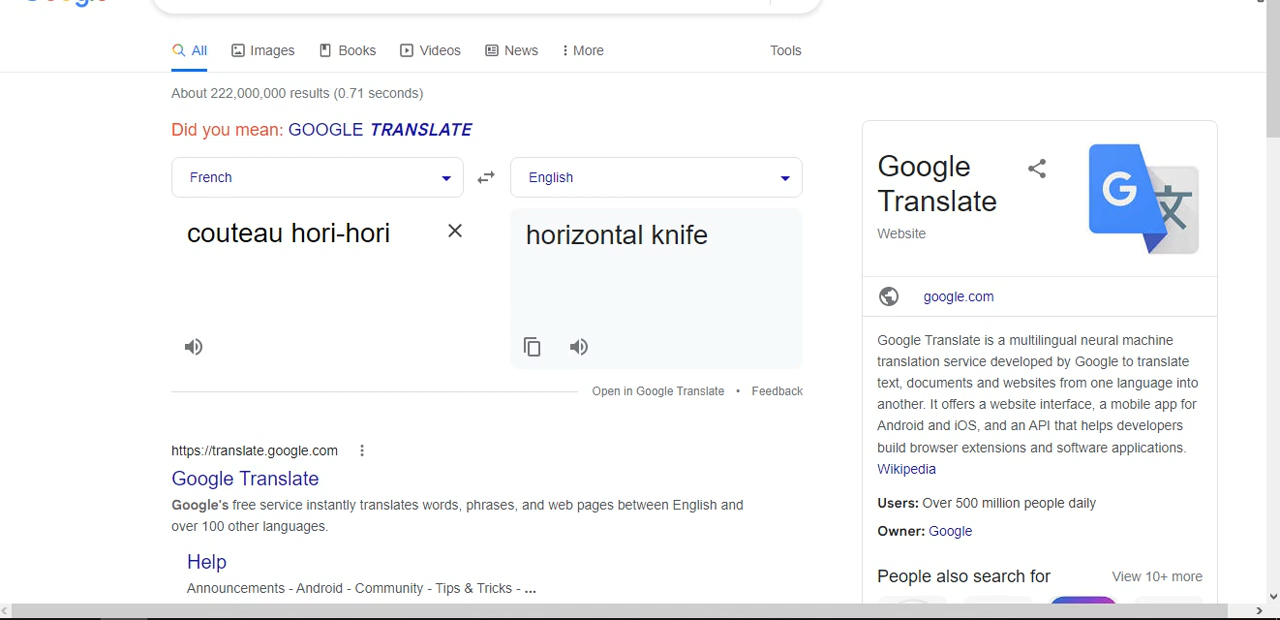 All Images Books Videos News More Tools
About 222,000,000 results (0.71 seconds)
Did you mean: GOOGLE TRANSLATE
French English
couteau hori-hori
horizontal knife
Open in Google Translate • Feedback
https://translate.google.com
Google Translate
Google's free service instantly translates words, phrases, and web pages between English and
over 100 other languages.
Help
Announcements - Android - Community - Tips & Tricks - ...
Google
Translate
Website
G 文
google.com
Google Translate is a multilingual neural machine
translation service developed by Google to translate
text, documents and websites from one language into
another. It offers a website interface, a mobile app for
Android and iOS, and an API that helps developers
build browser extensions and software applications.
Wikipedia
Users: Over 500 million people daily
Owner: Google
People also search for View 10+ more